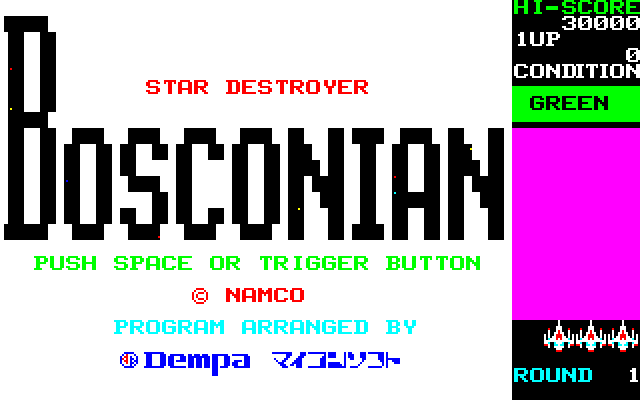 STAR DESTROYER
BOSCONIAN
PUSH SPACE OR TRIGGER BUTTON
© NAMCO
PROGRAM ARRANGED BY
Dempa マイコンソフト
HI-SCORE
30000
1UP
0
CONDITION
GREEN
ROUND 1